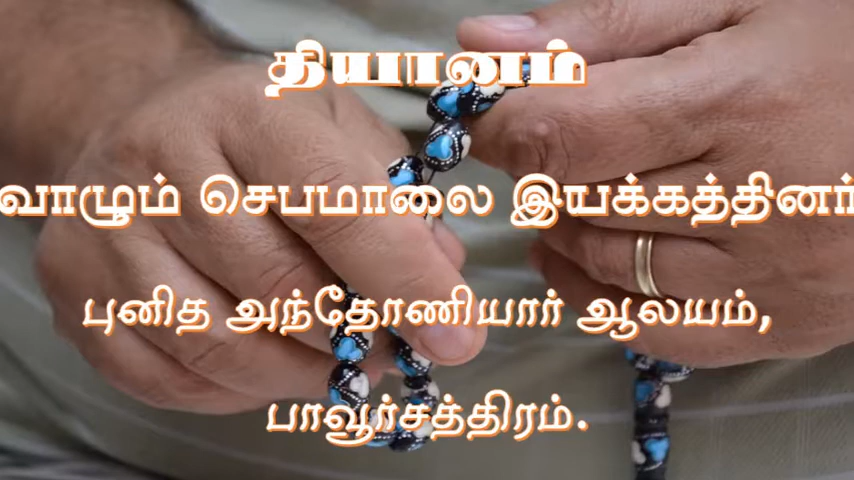 தியானம்
வாழும் செபமாலை இயக்கத்தினர்
புனித அந்தோணியார் ஆலயம்,
பாவூர்சத்திரம்.